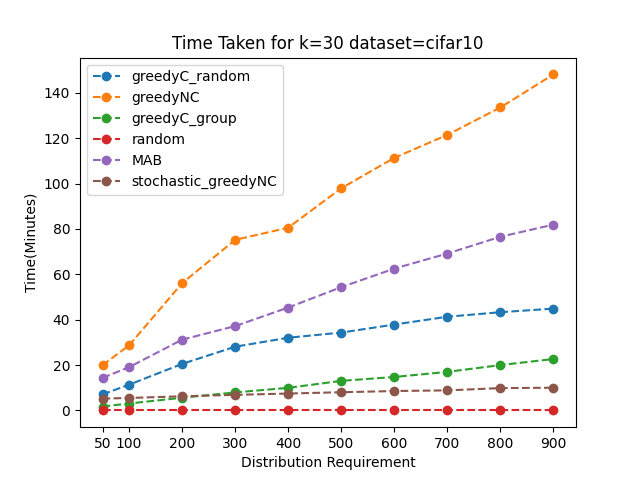 Time Taken for k=30 dataset=cifar10
greedyC_random
greedyNC
greedyC_group
random
MAB
stochastic_greedyNC
Time(Minutes)
140
120
100
80
60
40
20
0
50 100 200 300 400 500 600 700 800 900
Distribution Requirement